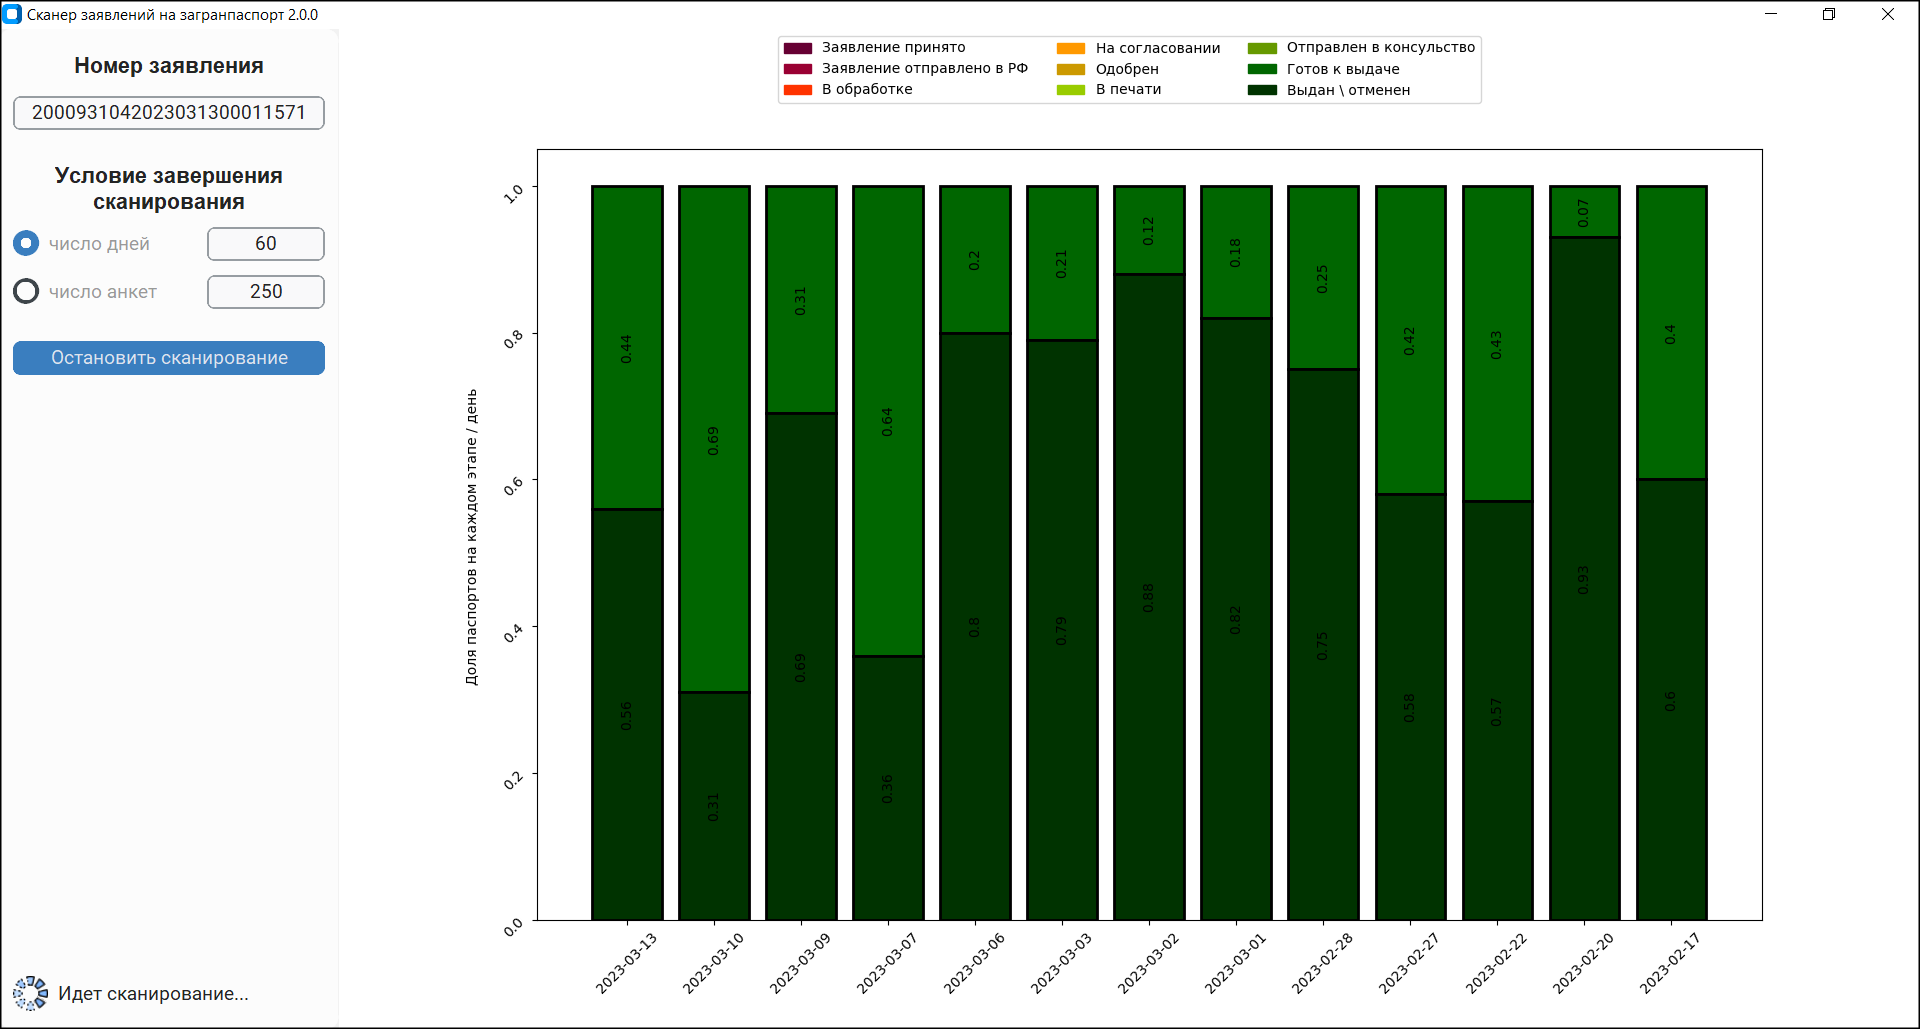 Сканер заявлений на загранпаспорт 2.0.0
Номер заявления
2000931042023031300011571
Условие завершения
сканирования
число дней
60
число анкет
250
Остановить сканирование
Идет сканирование...
Заявление принято
Заявление отправлено в РФ
В обработке
На согласовании
Одобрен
В печати
Отправлен в консульство
Готов к выдаче
Выдан \ отменен
Доля паспортов на каждом этапе / день
1.0
0.8
0.6
0.4
0.2
0.0
0.44
0.56
0.69
0.31
0.31
0.69
0.64
0.36
0.2
0.8
0.21
0.79
0.12
0.88
0.18
0.82
0.25
0.75
0.42
0.58
0.43
0.57
0.07
0.93
0.4
0.6
2023-03-13
2023-03-10
2023-03-09
2023-03-07
2023-03-06
2023-03-03
2023-03-02
2023-03-01
2023-02-28
2023-02-27
2023-02-22
2023-02-20
2023-02-17